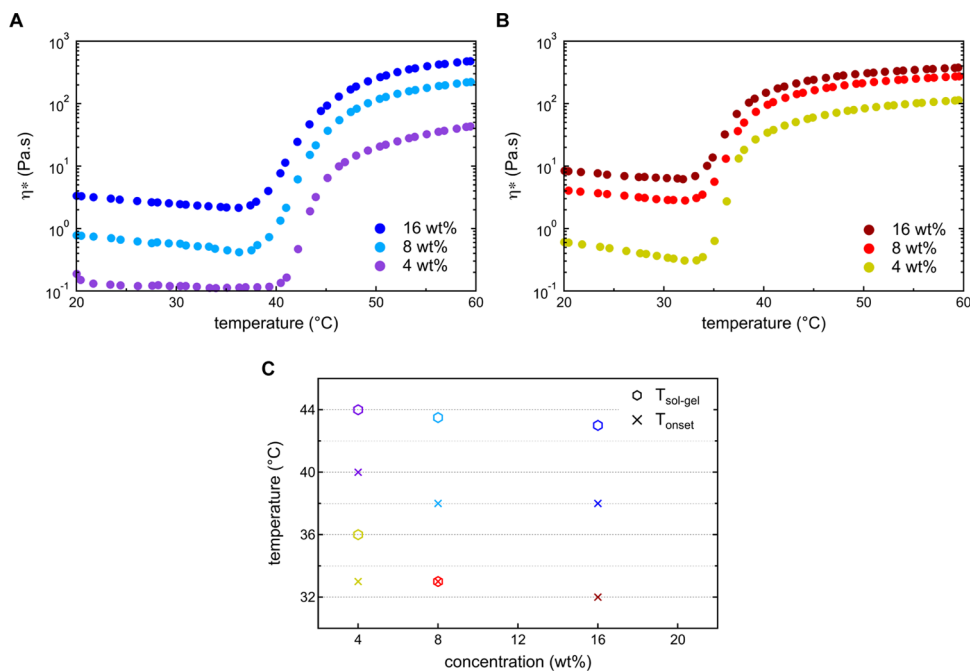 A
B
10³
10³
10²
10²
10¹
10¹
10⁰
10⁰
10⁻¹
10⁻¹
η* (Pa.s)
η* (Pa.s)
16 wt%
8 wt%
4 wt%
16 wt%
8 wt%
4 wt%
20 30 40 50 60
20 30 40 50 60
temperature (°C)
temperature (°C)
C
T_sol-gel
T_onset
44
40
36
32
temperature (°C)
4 8 12 16 20
concentration (wt%)